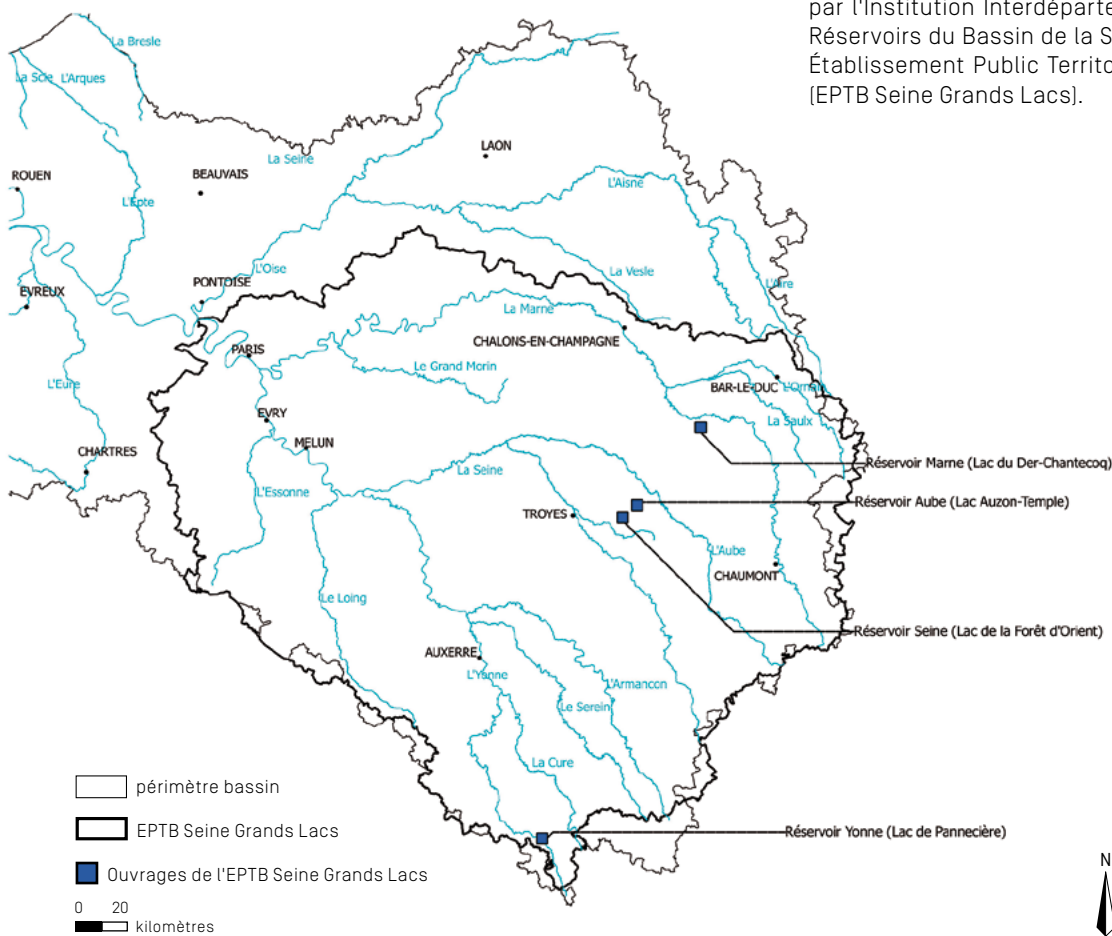 par l'Institution Interdéparte
Réservoirs du Bassin de la S
Établissement Public Territo
(EPTB Seine Grands Lacs).
La Bresle
La Scie
L'Arques
LAON
La Seine
ROUEN
BEAUVAIS
L'Aisne
L'Epte
L'Oise
La Vesle
PONTOISE
L'Aire
EVREUX
La Marne
CHALONS-EN-CHAMPAGNE
PARIS
Le Grand Morin
L'Eure
BAR-LE-DUC
L'Ornain
EVRY
La Saulx
MELUN
CHARTRES
La Seine
Réservoir Marne (Lac du Der-Chantecoq)
L'Essonne
Réservoir Aube (Lac Auzon-Temple)
TROYES
L'Aube
CHAUMONT
Le Loing
Réservoir Seine (Lac de la Forêt d'Orient)
AUXERRE
L'Yonne
L'Armancon
Le Serein
La Cure
périmètre bassin
EPTB Seine Grands Lacs
Réservoir Yonne (Lac de Pannecière)
Ouvrages de l'EPTB Seine Grands Lacs
N
0 20
kilomètres